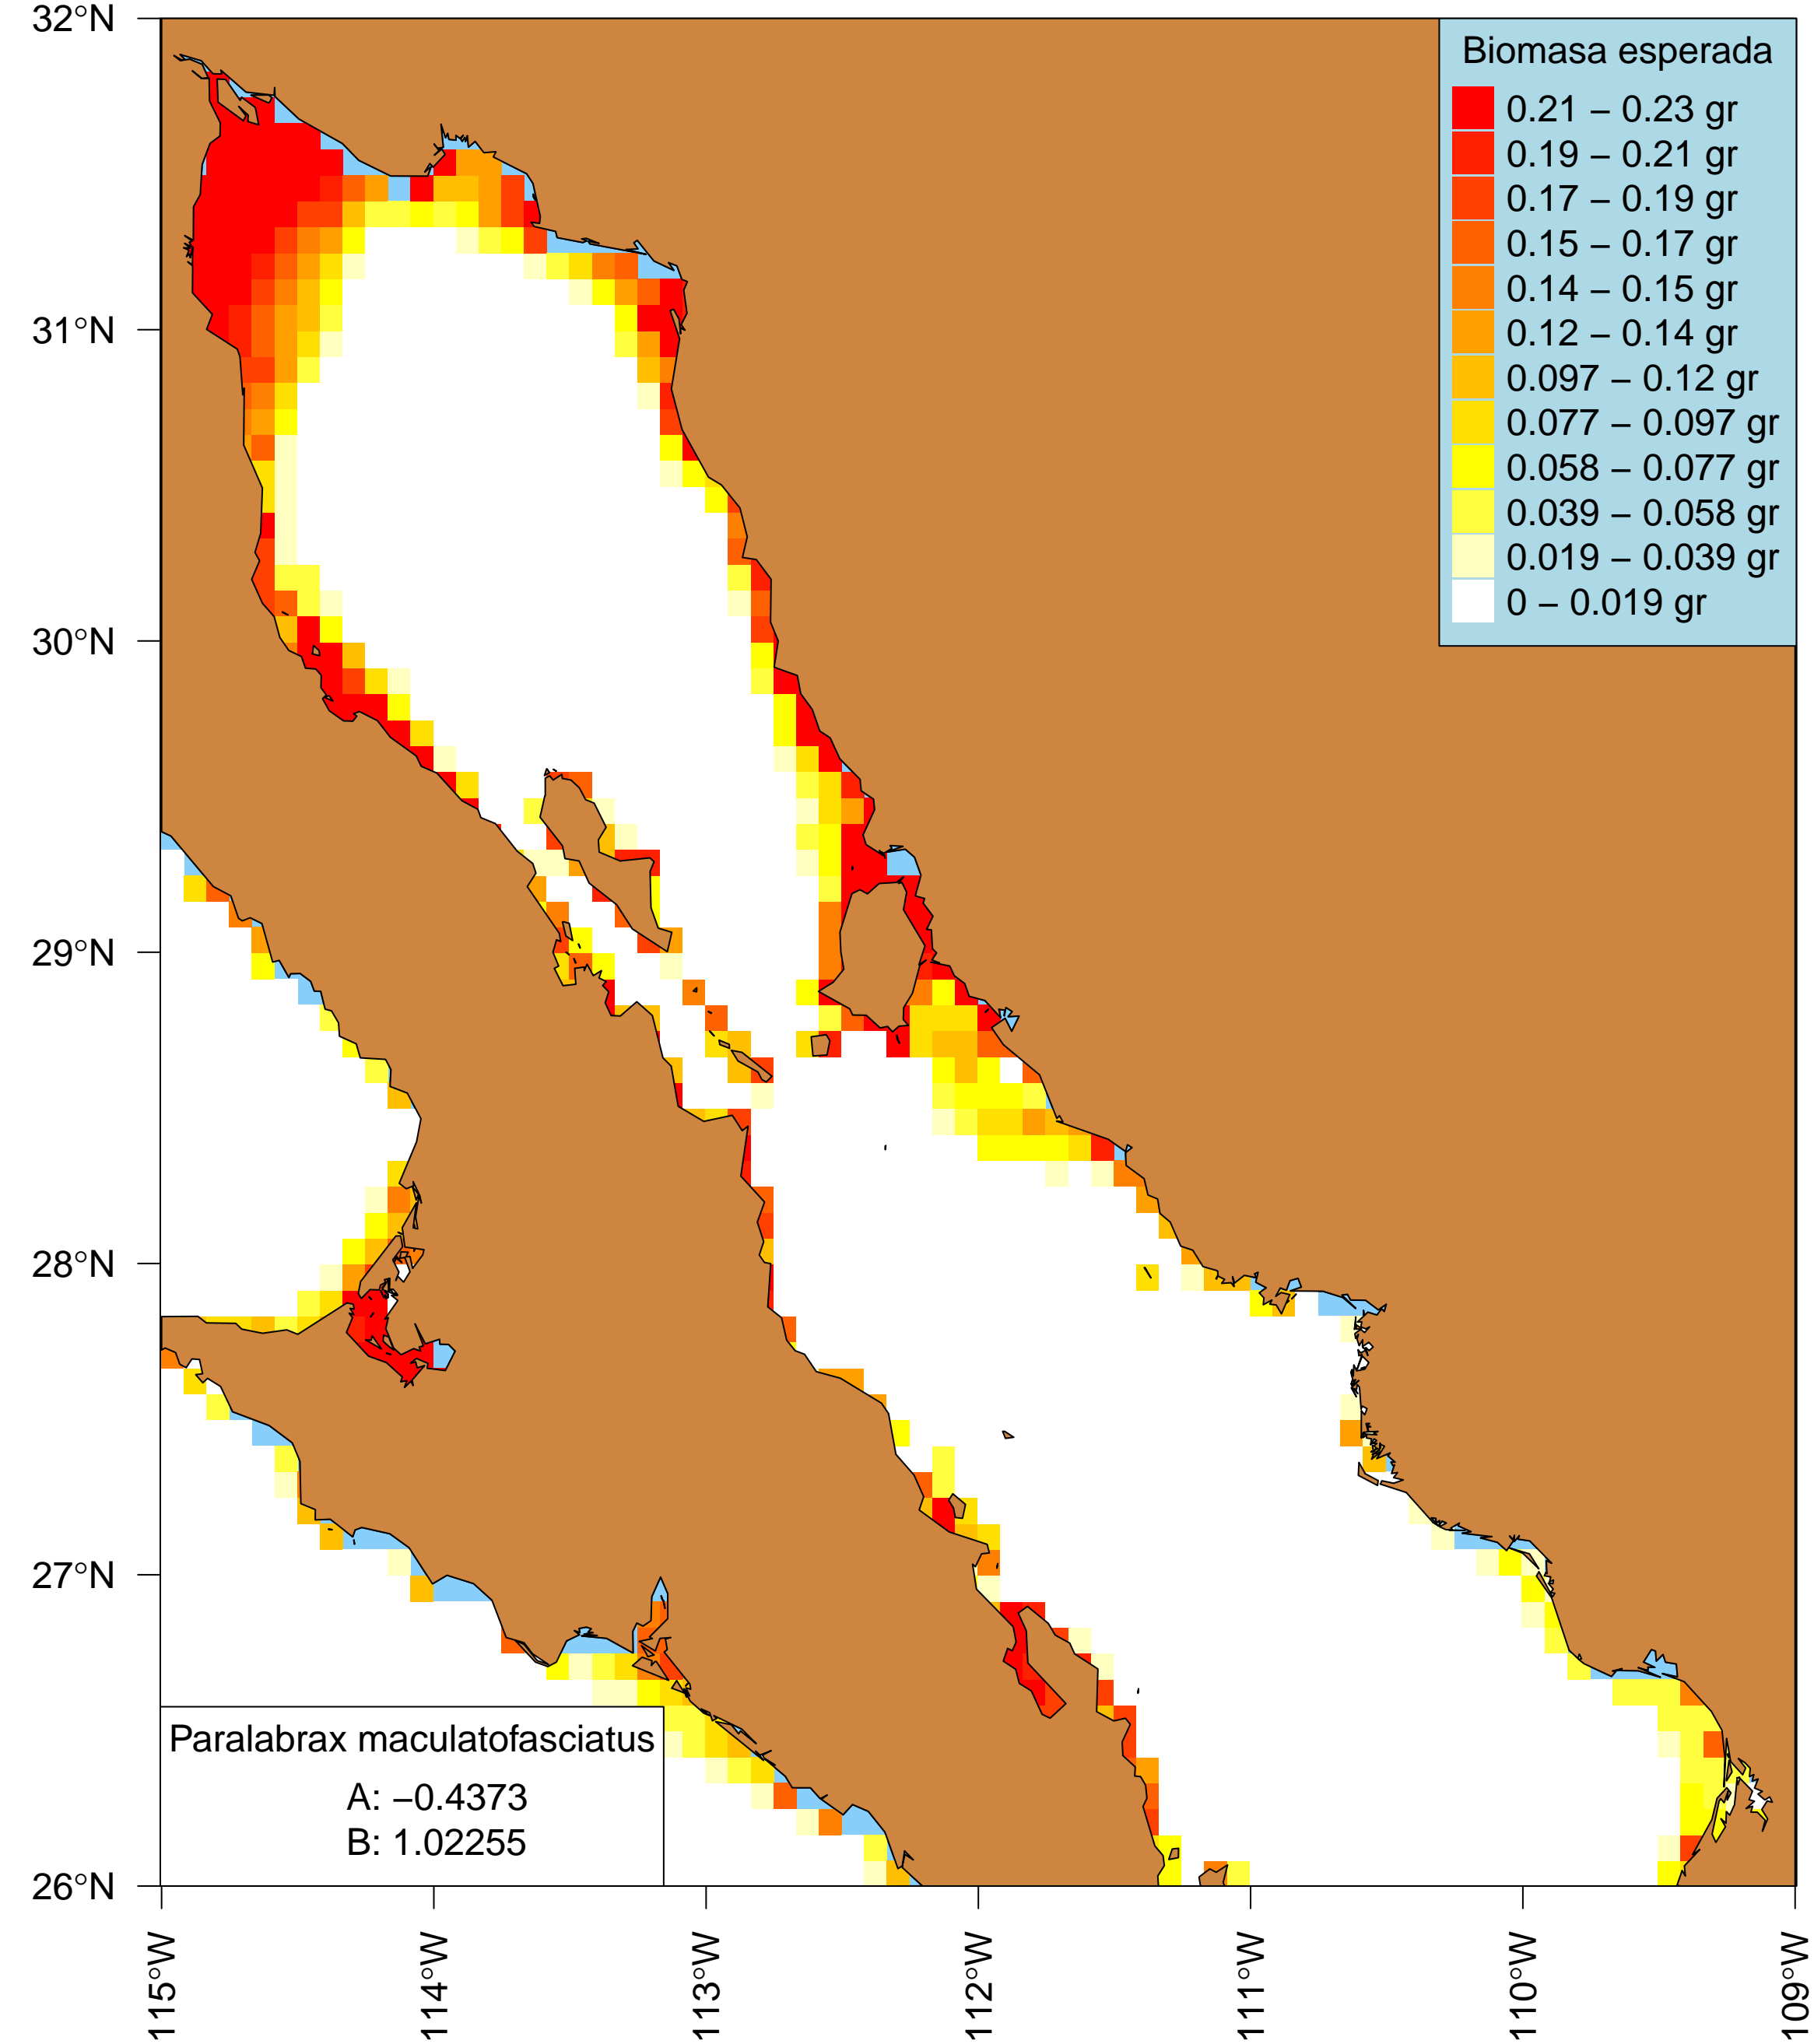 32°N
31°N
30°N
29°N
28°N
27°N
26°N
Biomasa esperada
0.21 – 0.23 gr
0.19 – 0.21 gr
0.17 – 0.19 gr
0.15 – 0.17 gr
0.14 – 0.15 gr
0.12 – 0.14 gr
0.097 – 0.12 gr
0.077 – 0.097 gr
0.058 – 0.077 gr
0.039 – 0.058 gr
0.019 – 0.039 gr
0 – 0.019 gr
Paralabrax maculatofasciatus
A: –0.4373
B: 1.02255
115°W
114°W
113°W
112°W
111°W
110°W
109°W